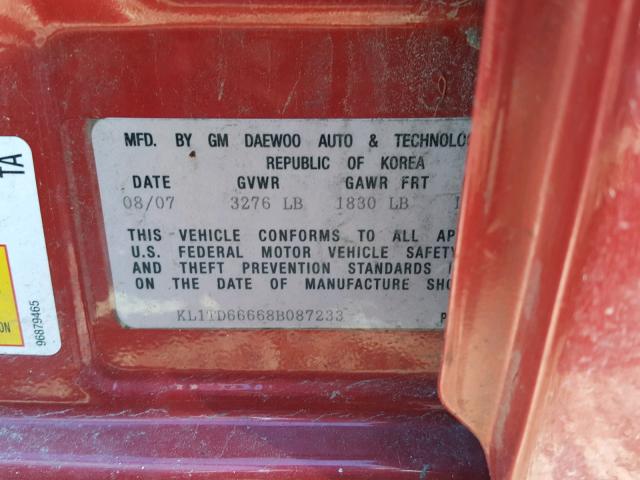 MFD. BY GM DAEWOO AUTO & TECHNOLO
REPUBLIC OF KOREA
DATE GVWR GAWR FRT
08/07 3276 LB 1830 LB
THIS VEHICLE CONFORMS TO ALL AP
U.S. FEDERAL MOTOR VEHICLE SAFETY
AND THEFT PREVENTION STANDARDS
ON THE DATE OF MANUFACTURE SHO
KL1TD66668B087233 P
TA
ON
96879465